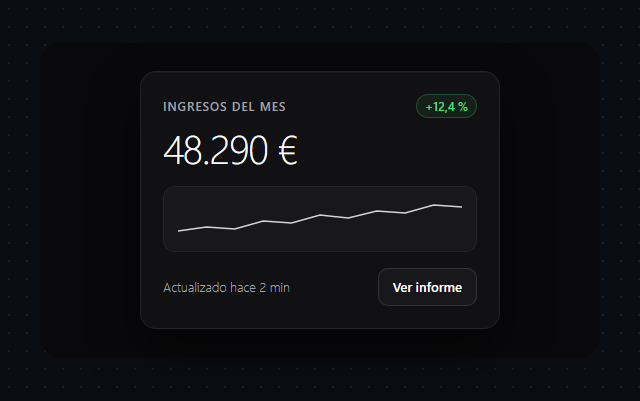 INGRESOS DEL MES
+12,4 %
48.290 €
Actualizado hace 2 min
Ver informe